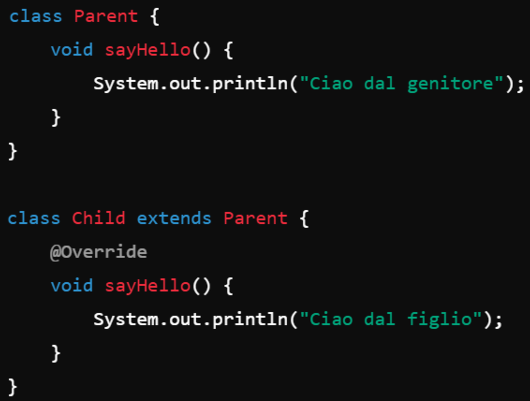 class Parent {
    void sayHello() {
        System.out.println("Ciao dal genitore");
    }
}

class Child extends Parent {
    @Override
    void sayHello() {
        System.out.println("Ciao dal figlio");
    }
}